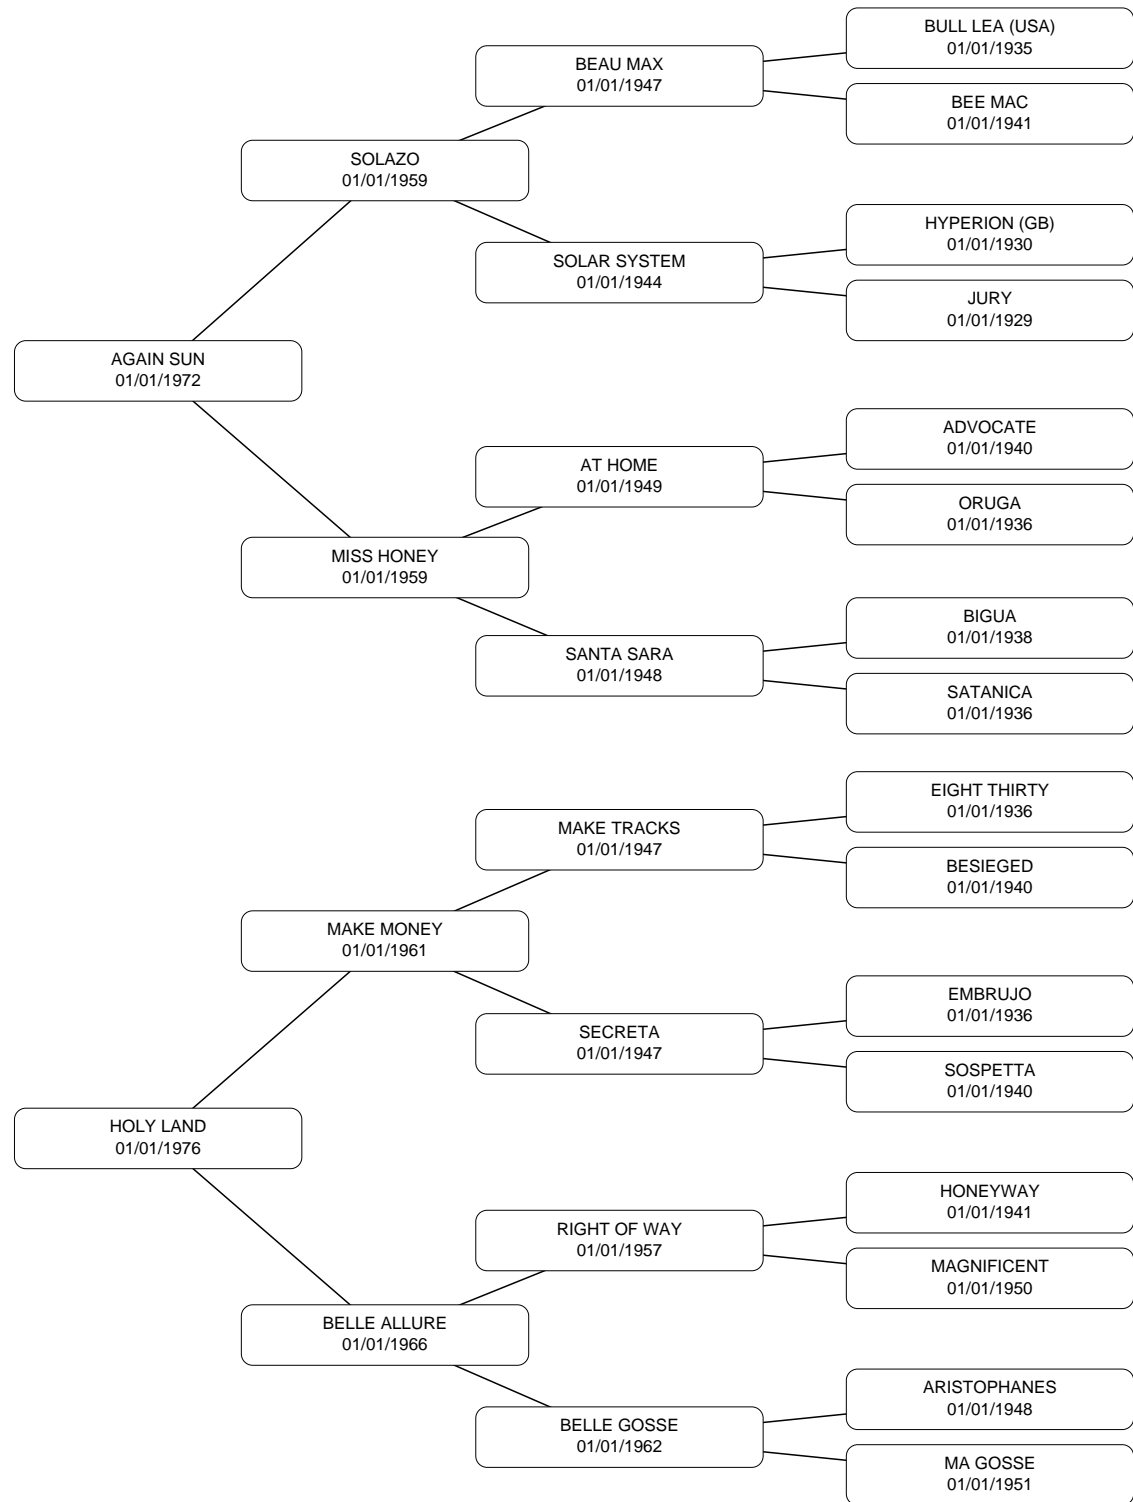 BULL LEA (USA)
01/01/1935
BEAU MAX
01/01/1947
BEE MAC
01/01/1941
SOLAZO
01/01/1959
HYPERION (GB)
01/01/1930
SOLAR SYSTEM
01/01/1944
JURY
01/01/1929
AGAIN SUN
01/01/1972
ADVOCATE
01/01/1940
AT HOME
01/01/1949
ORUGA
01/01/1936
MISS HONEY
01/01/1959
BIGUA
01/01/1938
SANTA SARA
01/01/1948
SATANICA
01/01/1936
EIGHT THIRTY
01/01/1936
MAKE TRACKS
01/01/1947
BESIEGED
01/01/1940
MAKE MONEY
01/01/1961
EMBRUJO
01/01/1936
SECRETA
01/01/1947
SOSPETTA
01/01/1940
HOLY LAND
01/01/1976
HONEYWAY
01/01/1941
RIGHT OF WAY
01/01/1957
MAGNIFICENT
01/01/1950
BELLE ALLURE
01/01/1966
ARISTOPHANES
01/01/1948
BELLE GOSSE
01/01/1962
MA GOSSE
01/01/1951